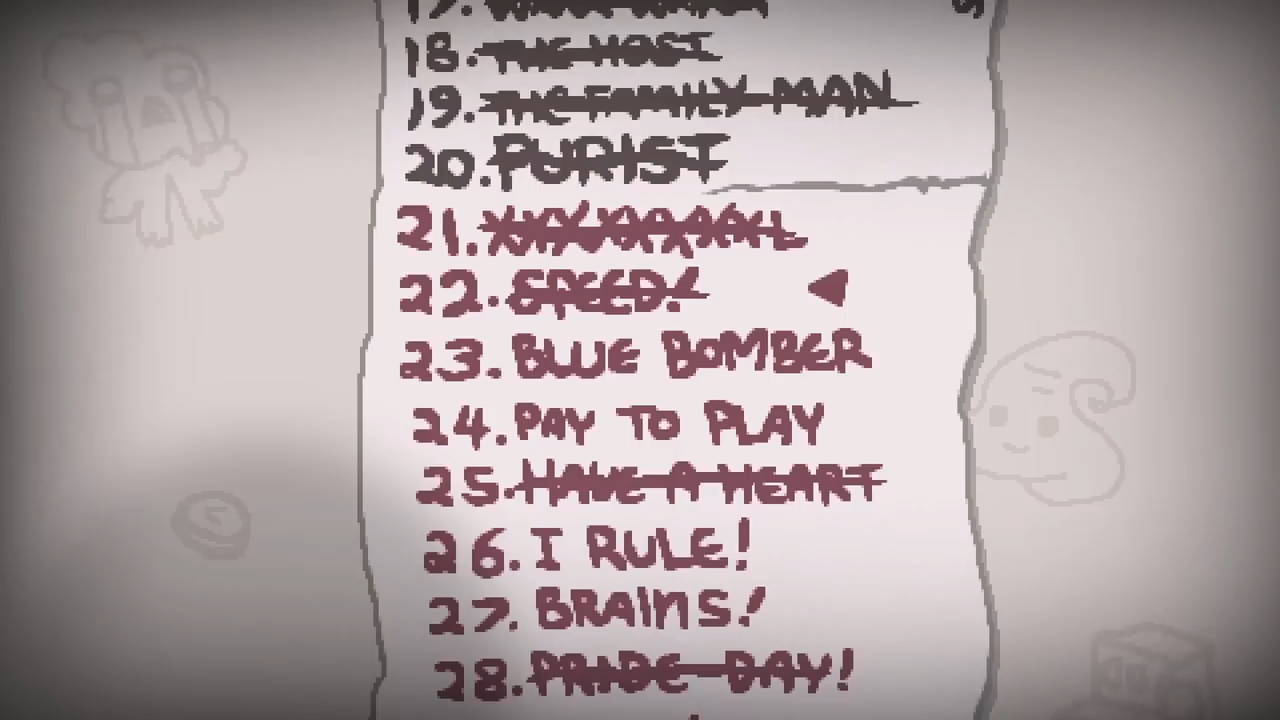 18. THE HOST
19. THE FAMILY MAN
20. PURIST
21.
22. SPEED!
23. BLUE BOMBER
24. PAY TO PLAY
25. HAVE A HEART
26. I RULE!
27. BRAINS!
28. PRIDE DAY!